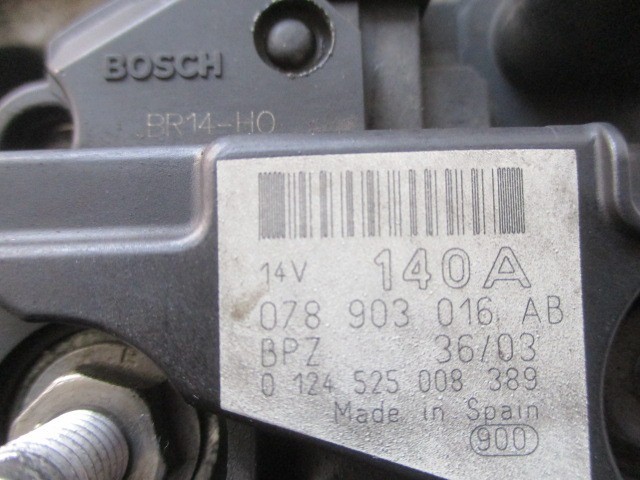 BOSCH
BR14-HO
14V 140A
078 903 016 AB
BPZ 36/03
0 124 525 008 389
Made in Spain
900